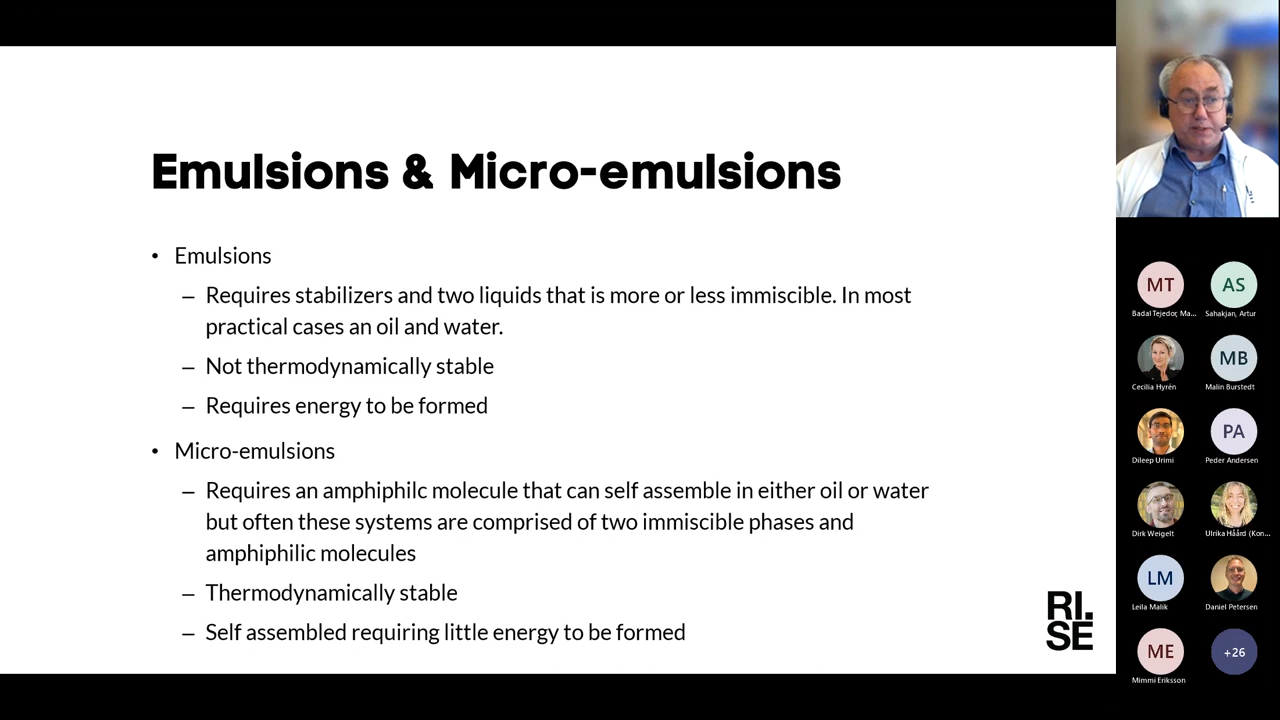 Emulsions & Micro-emulsions
• Emulsions
– Requires stabilizers and two liquids that is more or less immiscible. In most
practical cases an oil and water.
– Not thermodynamically stable
– Requires energy to be formed
• Micro-emulsions
– Requires an amphiphilc molecule that can self assemble in either oil or water
but often these systems are comprised of two immiscible phases and
amphiphilic molecules
– Thermodynamically stable
– Self assembled requiring little energy to be formed
RI.
SE
MT AS
Badal Tejedor, Ma... Sahakjan, Artur
MB
Cecilia Hyrén Malin Burstedt
PA
Dileep Urimi Peder Andersen
Dirk Weigelt Ulrika Håård (Kon...
LM
Leila Malik Daniel Petersen
ME +26
Mimmi Eriksson